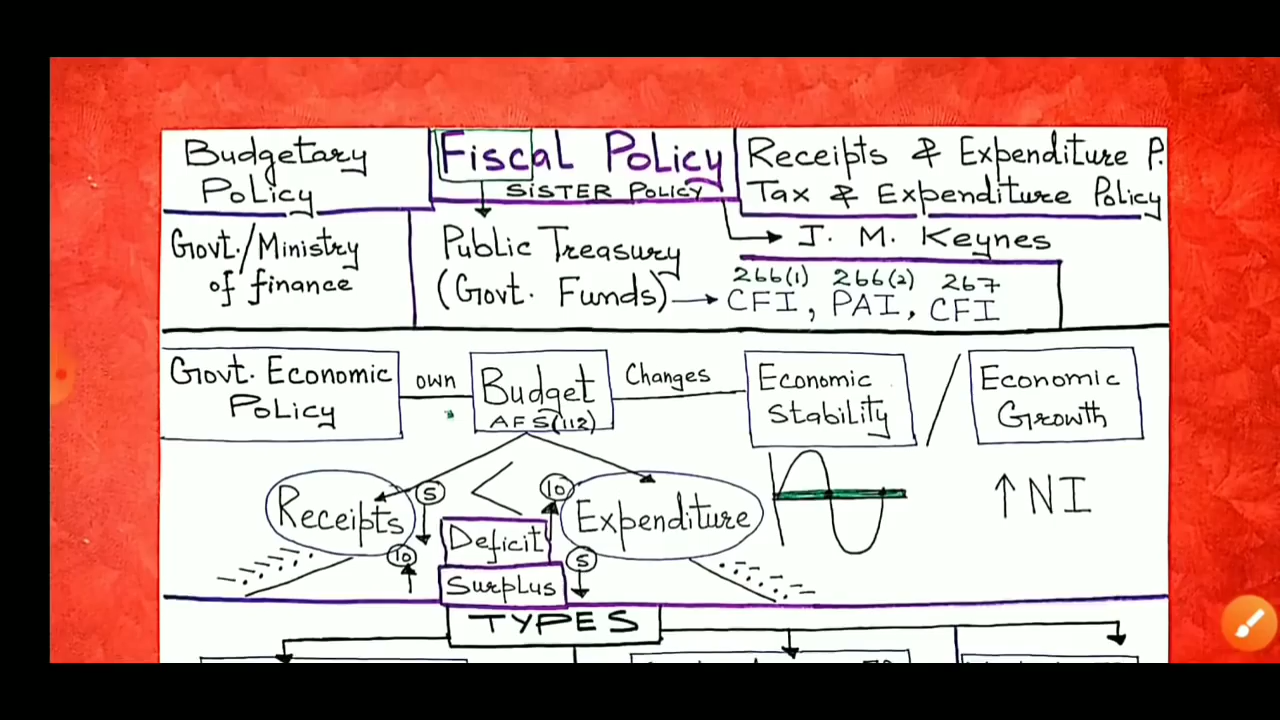 Budgetary
Policy
Fiscal Policy
SISTER POLICY
Receipts & Expenditure P.
Tax & Expenditure Policy
Govt./Ministry
of finance
Public Treasury
(Govt. Funds)
J. M. Keynes
266(1) 266(2) 267
CFI, PAI, CFI
Govt. Economic
Policy
own
Budget
AFS(112)
Changes
Economic
Stability
/
Economic
Growth
Receipts
5
10
<
10
Expenditure
5
Deficit
Surplus
↑NI
TYPES